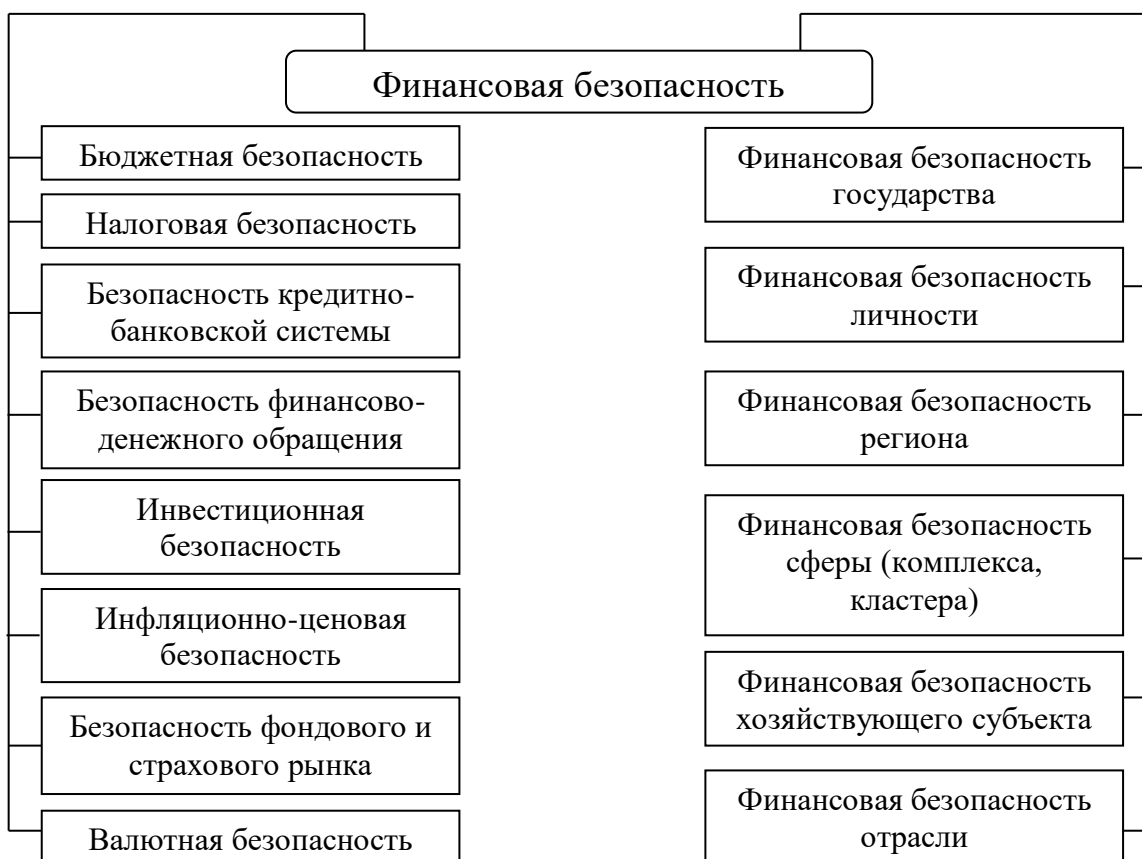 Финансовая безопасность
Бюджетная безопасность
Налоговая безопасность
Безопасность кредитно-
банковской системы
Безопасность финансово-
денежного обращения
Инвестиционная
безопасность
Инфляционно-ценовая
безопасность
Безопасность фондового и
страхового рынка
Валютная безопасность
Финансовая безопасность
государства
Финансовая безопасность
личности
Финансовая безопасность
региона
Финансовая безопасность
сферы (комплекса,
кластера)
Финансовая безопасность
хозяйствующего субъекта
Финансовая безопасность
отрасли